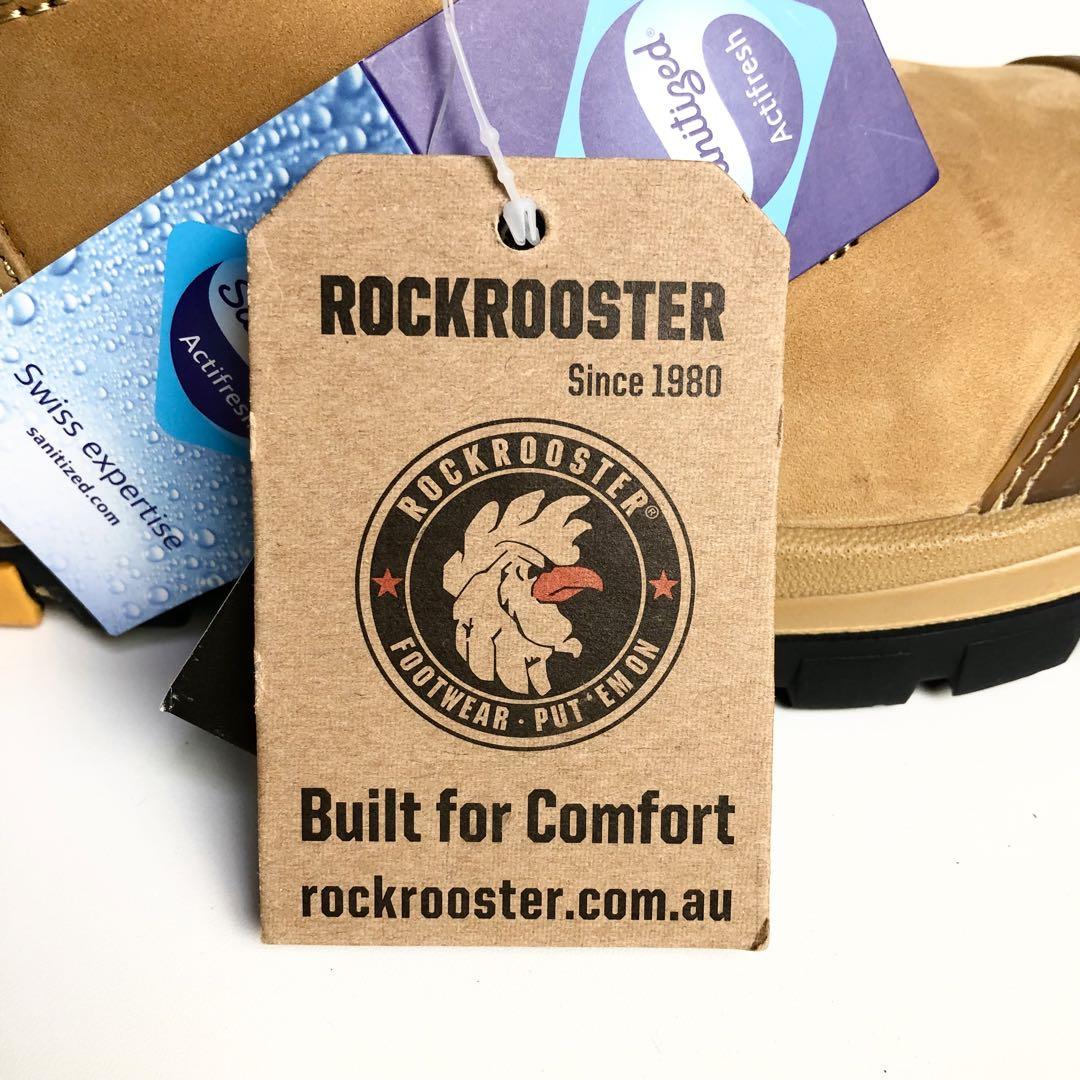 Sanitized®
Actifresh
ROCKROOSTER
Since 1980
Actifresh
Swiss expertise
sanitized.com
ROCKROOSTER®
FOOTWEAR · PUT 'EM ON
Built for Comfort
rockrooster.com.au